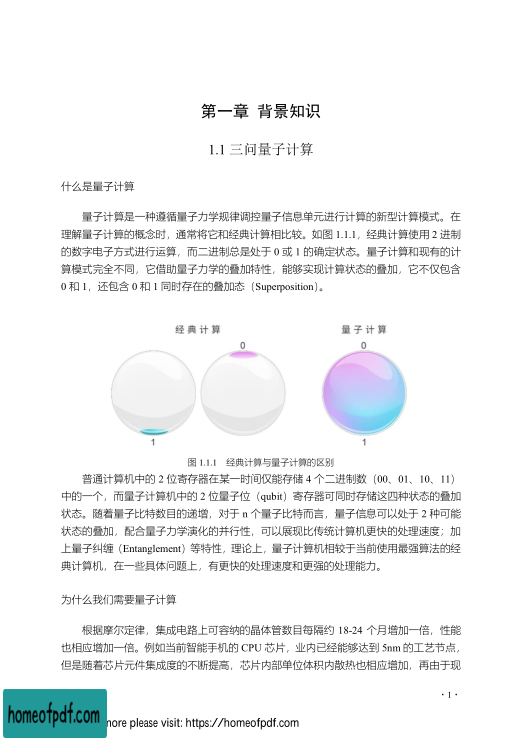 第一章 背景知识
1.1 三问量子计算
什么是量子计算
量子计算是一种遵循量子力学规律调控量子信息单元进行计算的新型计算模式。在
理解量子计算的概念时，通常将它和经典计算相比较。如图 1.1.1，经典计算使用 2 进制
的数字电子方式进行运算，而二进制总是处于 0 或 1 的确定状态。量子计算和现有的计
算模式完全不同，它借助量子力学的叠加特性，能够实现计算状态的叠加，它不仅包含
0 和 1，还包含 0 和 1 同时存在的叠加态（Superposition）。
经典计算 量子计算
0 0
1 1
图 1.1.1 经典计算与量子计算的区别
普通计算机中的 2 位寄存器在某一时间仅能存储 4 个二进制数（00、01、10、11）
中的一个，而量子计算机中的 2 位量子位（qubit）寄存器可同时存储这四种状态的叠加
状态。随着量子比特数目的递增，对于 n 个量子比特而言，量子信息可以处于 2 种可能
状态的叠加，配合量子力学演化的并行性，可以展现比传统计算机更快的处理速度；加
上量子纠缠（Entanglement）等特性，理论上，量子计算机相较于当前使用最强算法的经
典计算机，在一些具体问题上，有更快的处理速度和更强的处理能力。
为什么我们需要量子计算
根据摩尔定律，集成电路上可容纳的晶体管数目每隔约 18-24 个月增加一倍，性能
也相应增加一倍。例如当前智能手机的 CPU 芯片，业内已经能够达到 5nm 的工艺节点，
但是随着芯片元件集成度的不断提高，芯片内部单位体积内散热也相应增加，再由于现
· 1 ·
homeofpdf.com
more please visit: https://homeofpdf.com